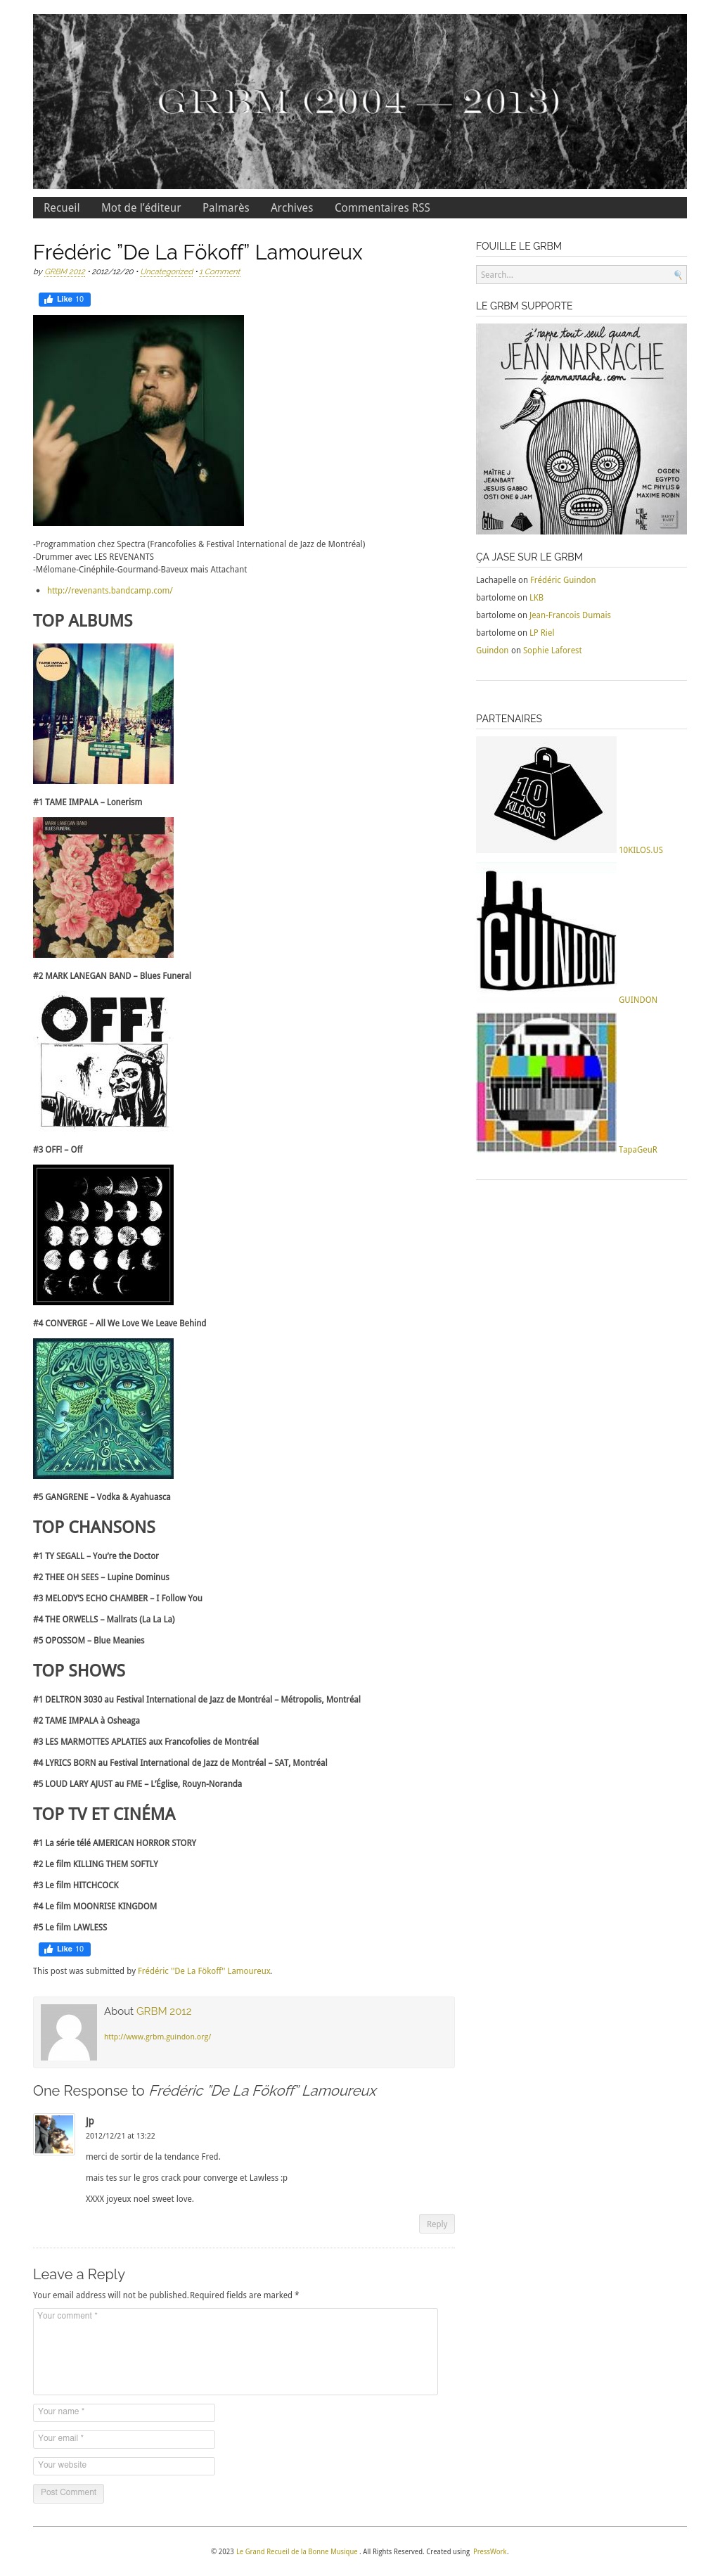 GRBM (2004 — 2013)
Recueil Mot de l'éditeur Palmarès Archives Commentaires RSS
Frédéric ”De La Fökoff” Lamoureux
by GRBM 2012 • 2012/12/20 • Uncategorized • 1 Comment
Like 10
-Programmation chez Spectra (Francofolies & Festival International de Jazz de Montréal)
-Drummer avec LES REVENANTS
-Mélomane-Cinéphile-Gourmand-Baveux mais Attachant
http://revenants.bandcamp.com/
TOP ALBUMS
TAME IMPALA
LONERISM
#1 TAME IMPALA – Lonerism
MARK LANEGAN BAND
BLUES FUNERAL
#2 MARK LANEGAN BAND – Blues Funeral
OFF!
#3 OFF! – Off
#4 CONVERGE – All We Love We Leave Behind
GANGRENE
#5 GANGRENE – Vodka & Ayahuasca
TOP CHANSONS
#1 TY SEGALL – You’re the Doctor
#2 THEE OH SEES – Lupine Dominus
#3 MELODY’S ECHO CHAMBER – I Follow You
#4 THE ORWELLS – Mallrats (La La La)
#5 OPOSSOM – Blue Meanies
TOP SHOWS
#1 DELTRON 3030 au Festival International de Jazz de Montréal – Métropolis, Montréal
#2 TAME IMPALA à Osheaga
#3 LES MARMOTTES APLATIES aux Francofolies de Montréal
#4 LYRICS BORN au Festival International de Jazz de Montréal – SAT, Montréal
#5 LOUD LARY AJUST au FME – L’Église, Rouyn-Noranda
TOP TV ET CINÉMA
#1 La série télé AMERICAN HORROR STORY
#2 Le film KILLING THEM SOFTLY
#3 Le film HITCHCOCK
#4 Le film MOONRISE KINGDOM
#5 Le film LAWLESS
Like 10
This post was submitted by Frédéric ''De La Fökoff'' Lamoureux.
About GRBM 2012
http://www.grbm.guindon.org/
One Response to Frédéric ”De La Fökoff” Lamoureux
Jp
2012/12/21 at 13:22
merci de sortir de la tendance Fred.
mais tes sur le gros crack pour converge et Lawless :p
XXXX joyeux noel sweet love.
Reply
Leave a Reply
Your email address will not be published.Required fields are marked *
Your comment *
Your name *
Your email *
Your website
Post Comment
FOUILLE LE GRBM
Search...
LE GRBM SUPPORTE
j'rappe tout seul quand
JEAN NARRACHE
jeannarrache.com
MAÎTRE J
JEANBART
JESUS GABBO
OSTI ONE & JAM
OGDEN
EGYPTO
MC PHYLIS &
MAXIME ROBIN
ÇA JASE SUR LE GRBM
Lachapelle on Frédéric Guindon
bartolome on LKB
bartolome on Jean-Francois Dumais
bartolome on LP Riel
Guindon on Sophie Laforest
PARTENAIRES
10
KILOS.US
10KILOS.US
GUINDON
GUINDON
TapaGeuR
© 2023 Le Grand Recueil de la Bonne Musique . All Rights Reserved. Created using PressWork.